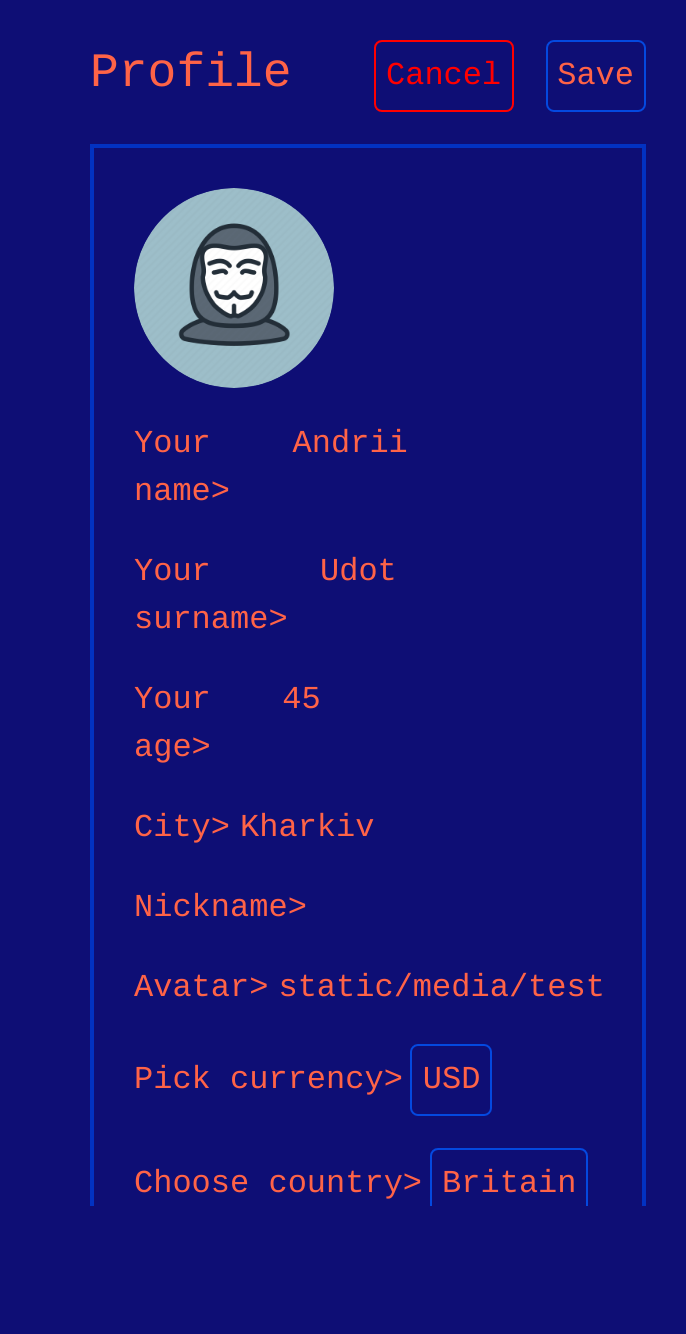 Profile Cancel Save
Your Andrii
name>
Your Udot
surname>
Your 45
age>
City> Kharkiv
Nickname>
Avatar> static/media/test
Pick currency> USD
Choose country> Britain